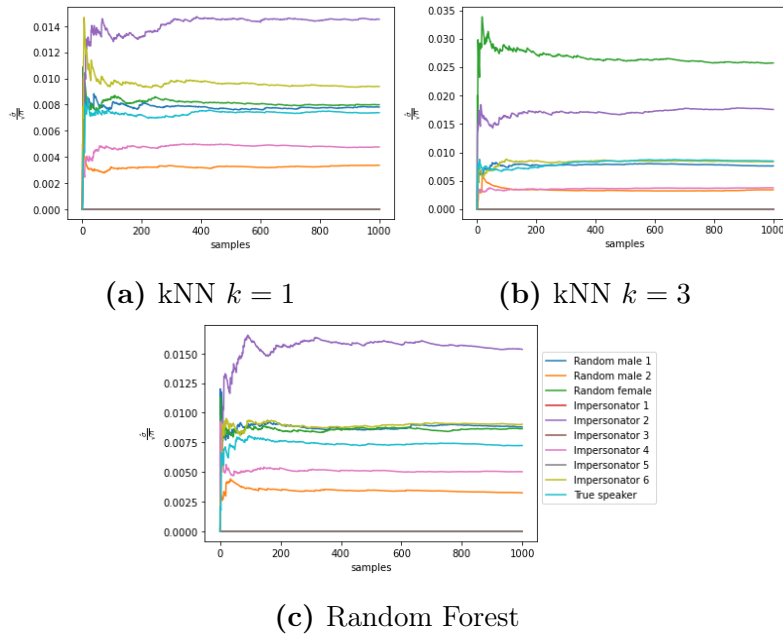 0.014
0.012
0.010
0.008
0.006
0.004
0.002
0.000
0 200 400 600 800 1000
samples
(a) kNN k = 1
0.035
0.030
0.025
0.020
0.015
0.010
0.005
0.000
0 200 400 600 800 1000
samples
(b) kNN k = 3
0.0150
0.0125
0.0100
0.0075
0.0050
0.0025
0.0000
0 200 400 600 800 1000
samples
Random male 1
Random male 2
Random female
Impersonator 1
Impersonator 2
Impersonator 3
Impersonator 4
Impersonator 5
Impersonator 6
True speaker
(c) Random Forest